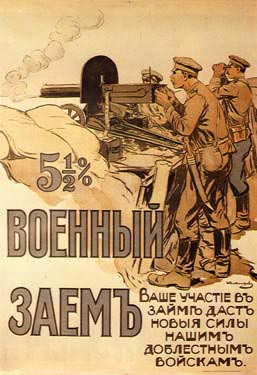 5½%
ВОЕННЫЙ
ЗАЕМЪ
ВАШЕ УЧАСТІЕ ВЪ
ЗАЙМѢ ДАСТЪ
НОВЫЯ СИЛЫ
НАШИМЪ
ДОБЛЕСТНЫМЪ
ВОЙСКАМЪ.